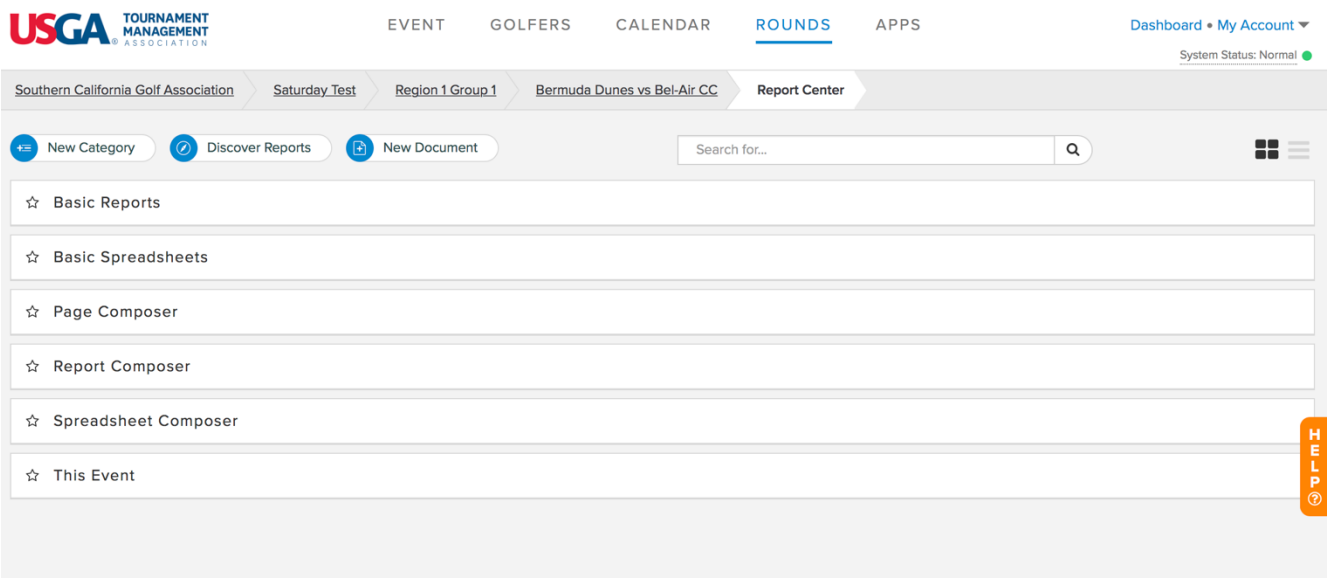 USGA® TOURNAMENT
MANAGEMENT
ASSOCIATION
EVENT GOLFERS CALENDAR ROUNDS APPS
Dashboard • My Account
System Status: Normal
Southern California Golf Association Saturday Test Region 1 Group 1 Bermuda Dunes vs Bel-Air CC Report Center
New Category Discover Reports New Document Search for...
Basic Reports
Basic Spreadsheets
Page Composer
Report Composer
Spreadsheet Composer
This Event
HELP?